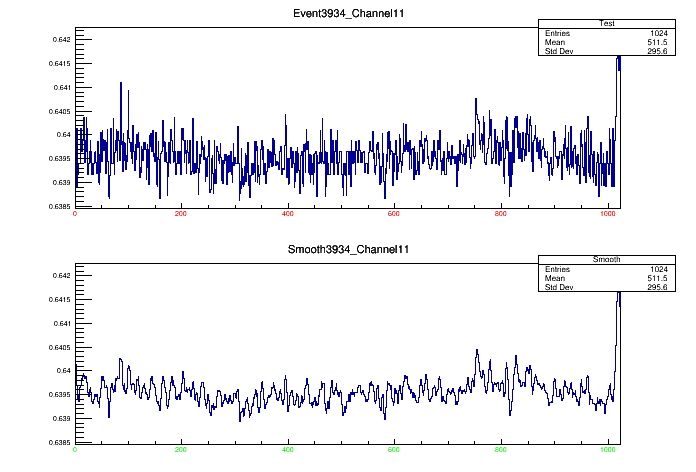 Event3934_Channel11
Test
Entries 1024
Mean 511.5
Std Dev 295.6
0.642
0.6415
0.641
0.6405
0.64
0.6395
0.639
0.6385
0 200 400 600 800 1000
Smooth3934_Channel11
Smooth
Entries 1024
Mean 511.5
Std Dev 295.6
0.642
0.6415
0.641
0.6405
0.64
0.6395
0.639
0.6385
0 200 400 600 800 1000